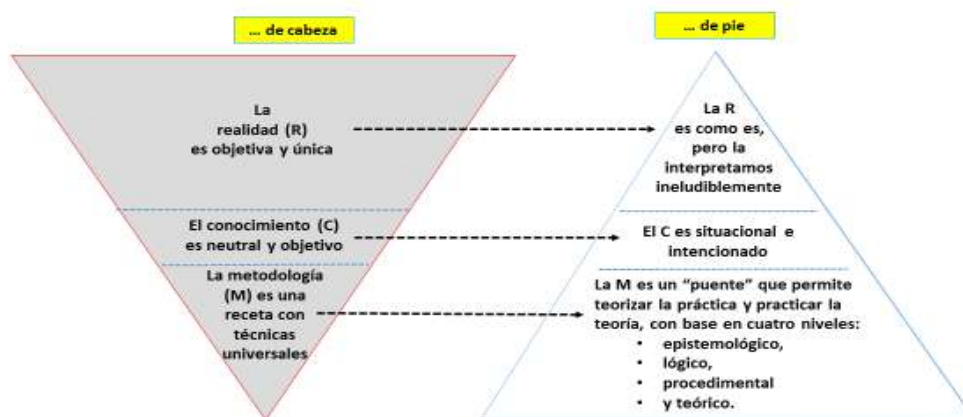 ... de cabeza
... de pie
La
realidad (R)
es objetiva y única
La R
es como es,
pero la
interpretamos
ineludiblemente
El conocimiento (C)
es neutral y objetivo
El C es situacional e
intencionado
La metodología
(M) es una
receta con
técnicas
universales
La M es un “puente” que permite
teorizar la práctica y practicar la
teoría, con base en cuatro niveles:
• epistemológico,
• lógico,
• procedimental
• y teórico.